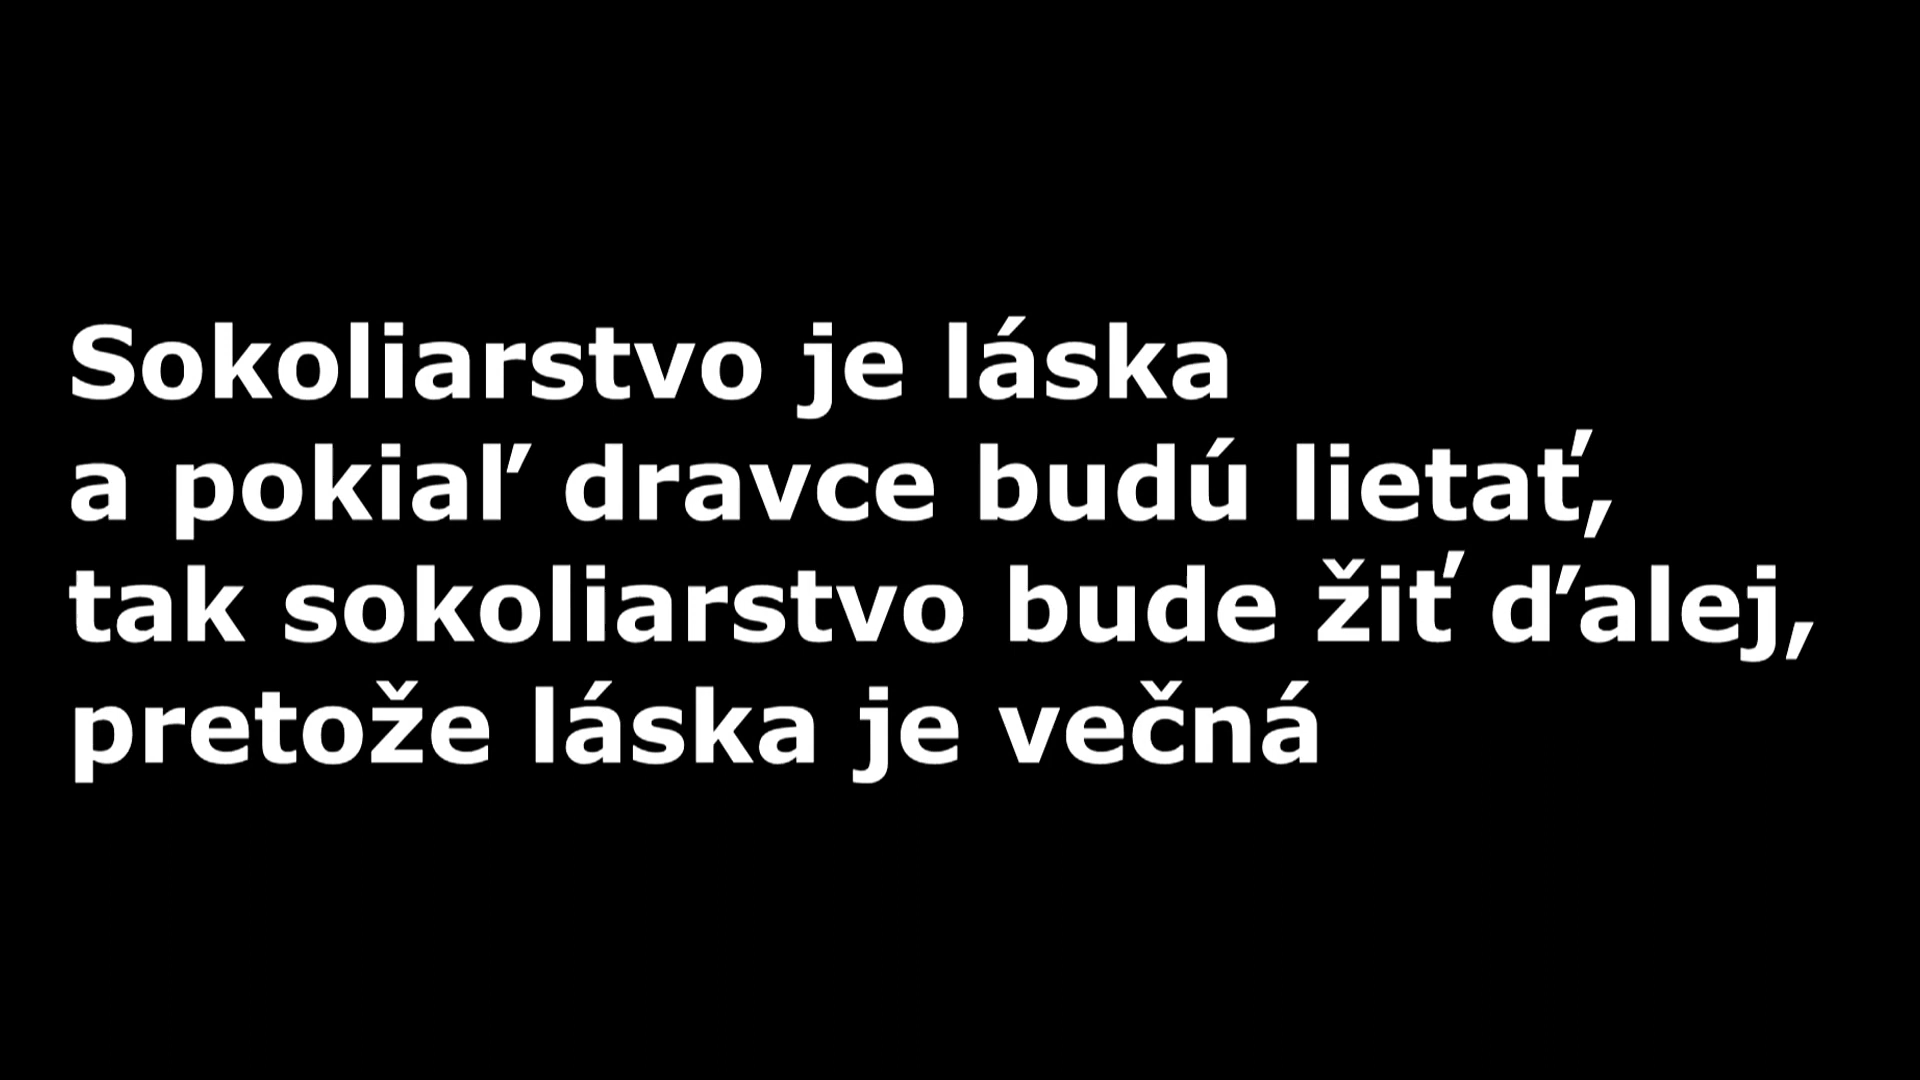 Sokoliarstvo je láska
a pokiaľ dravce budú lietať,
tak sokoliarstvo bude žiť ďalej,
pretože láska je večná